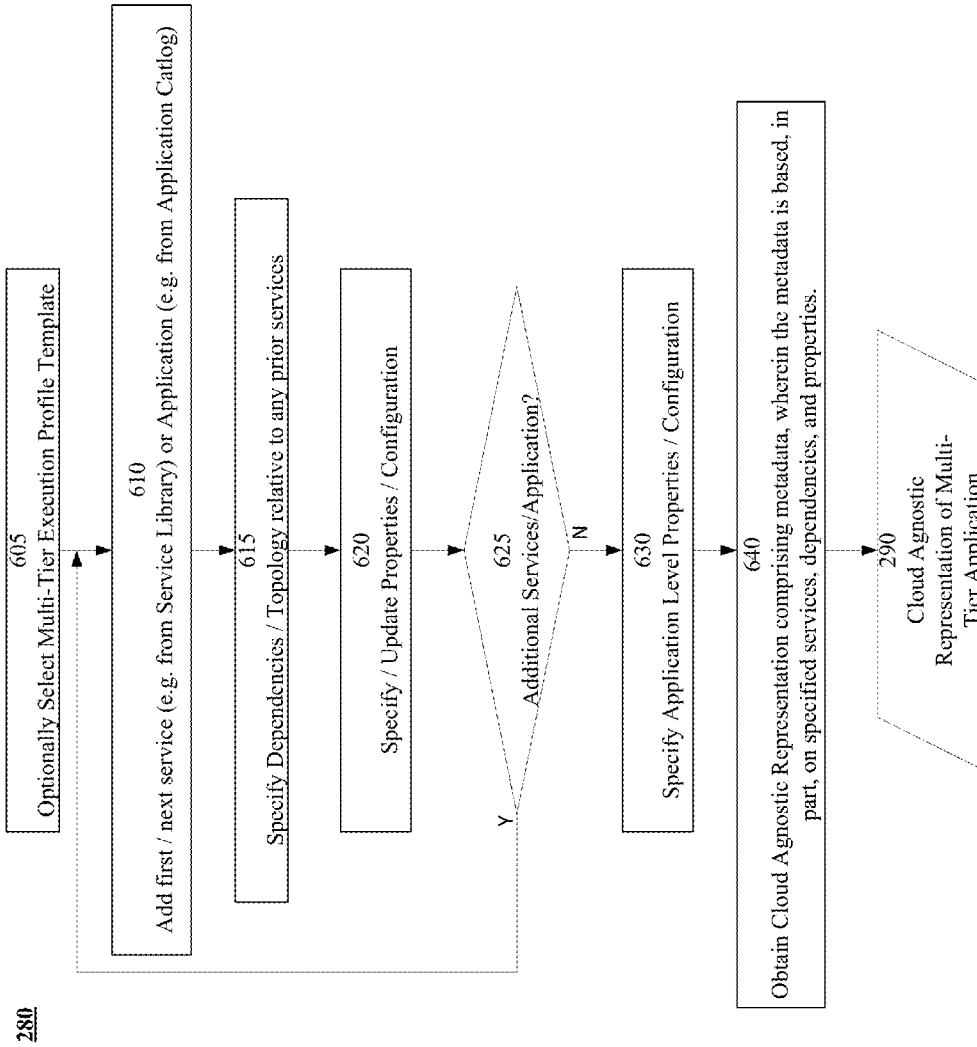 280
605
Optionally Select Multi-Tier Execution Profile Template
610
Add first / next service (e.g. from Service Library) or Application (e.g. from Application Catlog)
615
Specify Dependencies / Topology relative to any prior services
620
Specify / Update Properties / Configuration
625
Additional Services/Application?
Y
N
630
Specify Application Level Properties / Configuration
640
Obtain Cloud Agnostic Representation comprising metadata, wherein the metadata is based, in
part, on specified services, dependencies, and properties.
290
Cloud Agnostic
Representation of Multi-
Tier Application